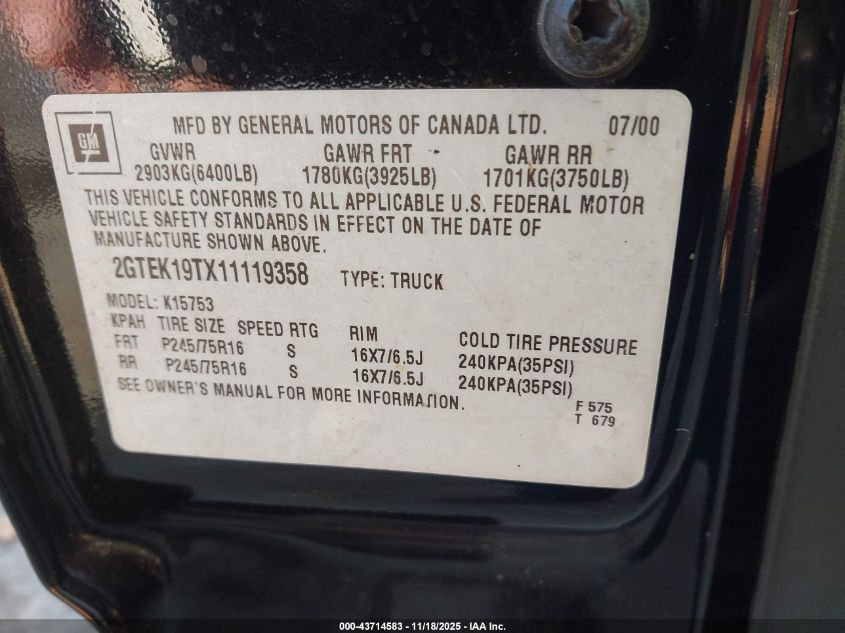 GM
MFD BY GENERAL MOTORS OF CANADA LTD. 07/00
GVWR GAWR FRT GAWR RR
2903KG(6400LB) 1780KG(3925LB) 1701KG(3750LB)
THIS VEHICLE CONFORMS TO ALL APPLICABLE U.S. FEDERAL MOTOR
VEHICLE SAFETY STANDARDS IN EFFECT ON THE DATE OF
MANUFACTURE SHOWN ABOVE.
2GTEK19TX11119358 TYPE: TRUCK
MODEL: K15753
KPAH TIRE SIZE SPEED RTG RIM COLD TIRE PRESSURE
FRT P245/75R16 S 16X7/6.5J 240KPA(35PSI)
RR P245/75R16 S 16X7/6.5J 240KPA(35PSI)
SEE OWNER'S MANUAL FOR MORE INFORMATION.
F 575
T 679
000-43714583 - 11/18/2025 - IAA Inc.